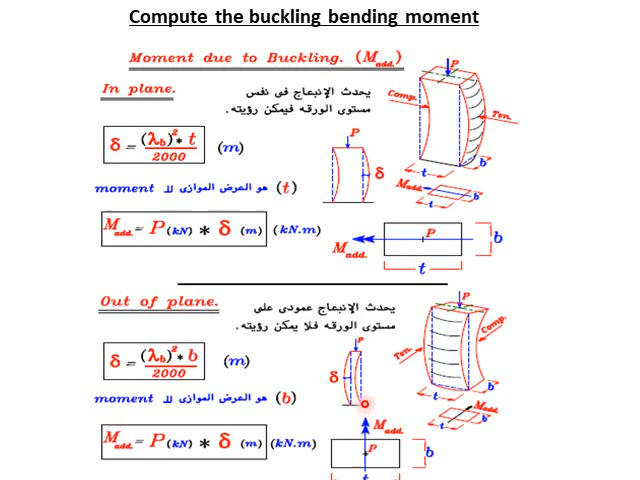 Compute the buckling bending moment
Moment due to Buckling. (Madd.)
In plane.
يحدث الإنبعاج فى نفس
مستوى الورقه فيمكن رؤيته.
P
Comp.
Ten.
t
b
δ = (λb)² * t / 2000 (m)
P
δ
(t) هو العرض الموازى لل moment
Madd.
b
t
Madd. = P (kN) * δ (m) (kN.m)
P
b
Madd.
t
Out of plane.
يحدث الإنبعاج عمودى على
مستوى الورقه فلا يمكن رؤيته.
P
Comp.
Ten.
t
b
δ = (λb)² * b / 2000 (m)
P
δ
(b) هو العرض الموازى لل moment
Madd.
b
t
Madd. = P (kN) * δ (m) (kN.m)
Madd.
P
b
t